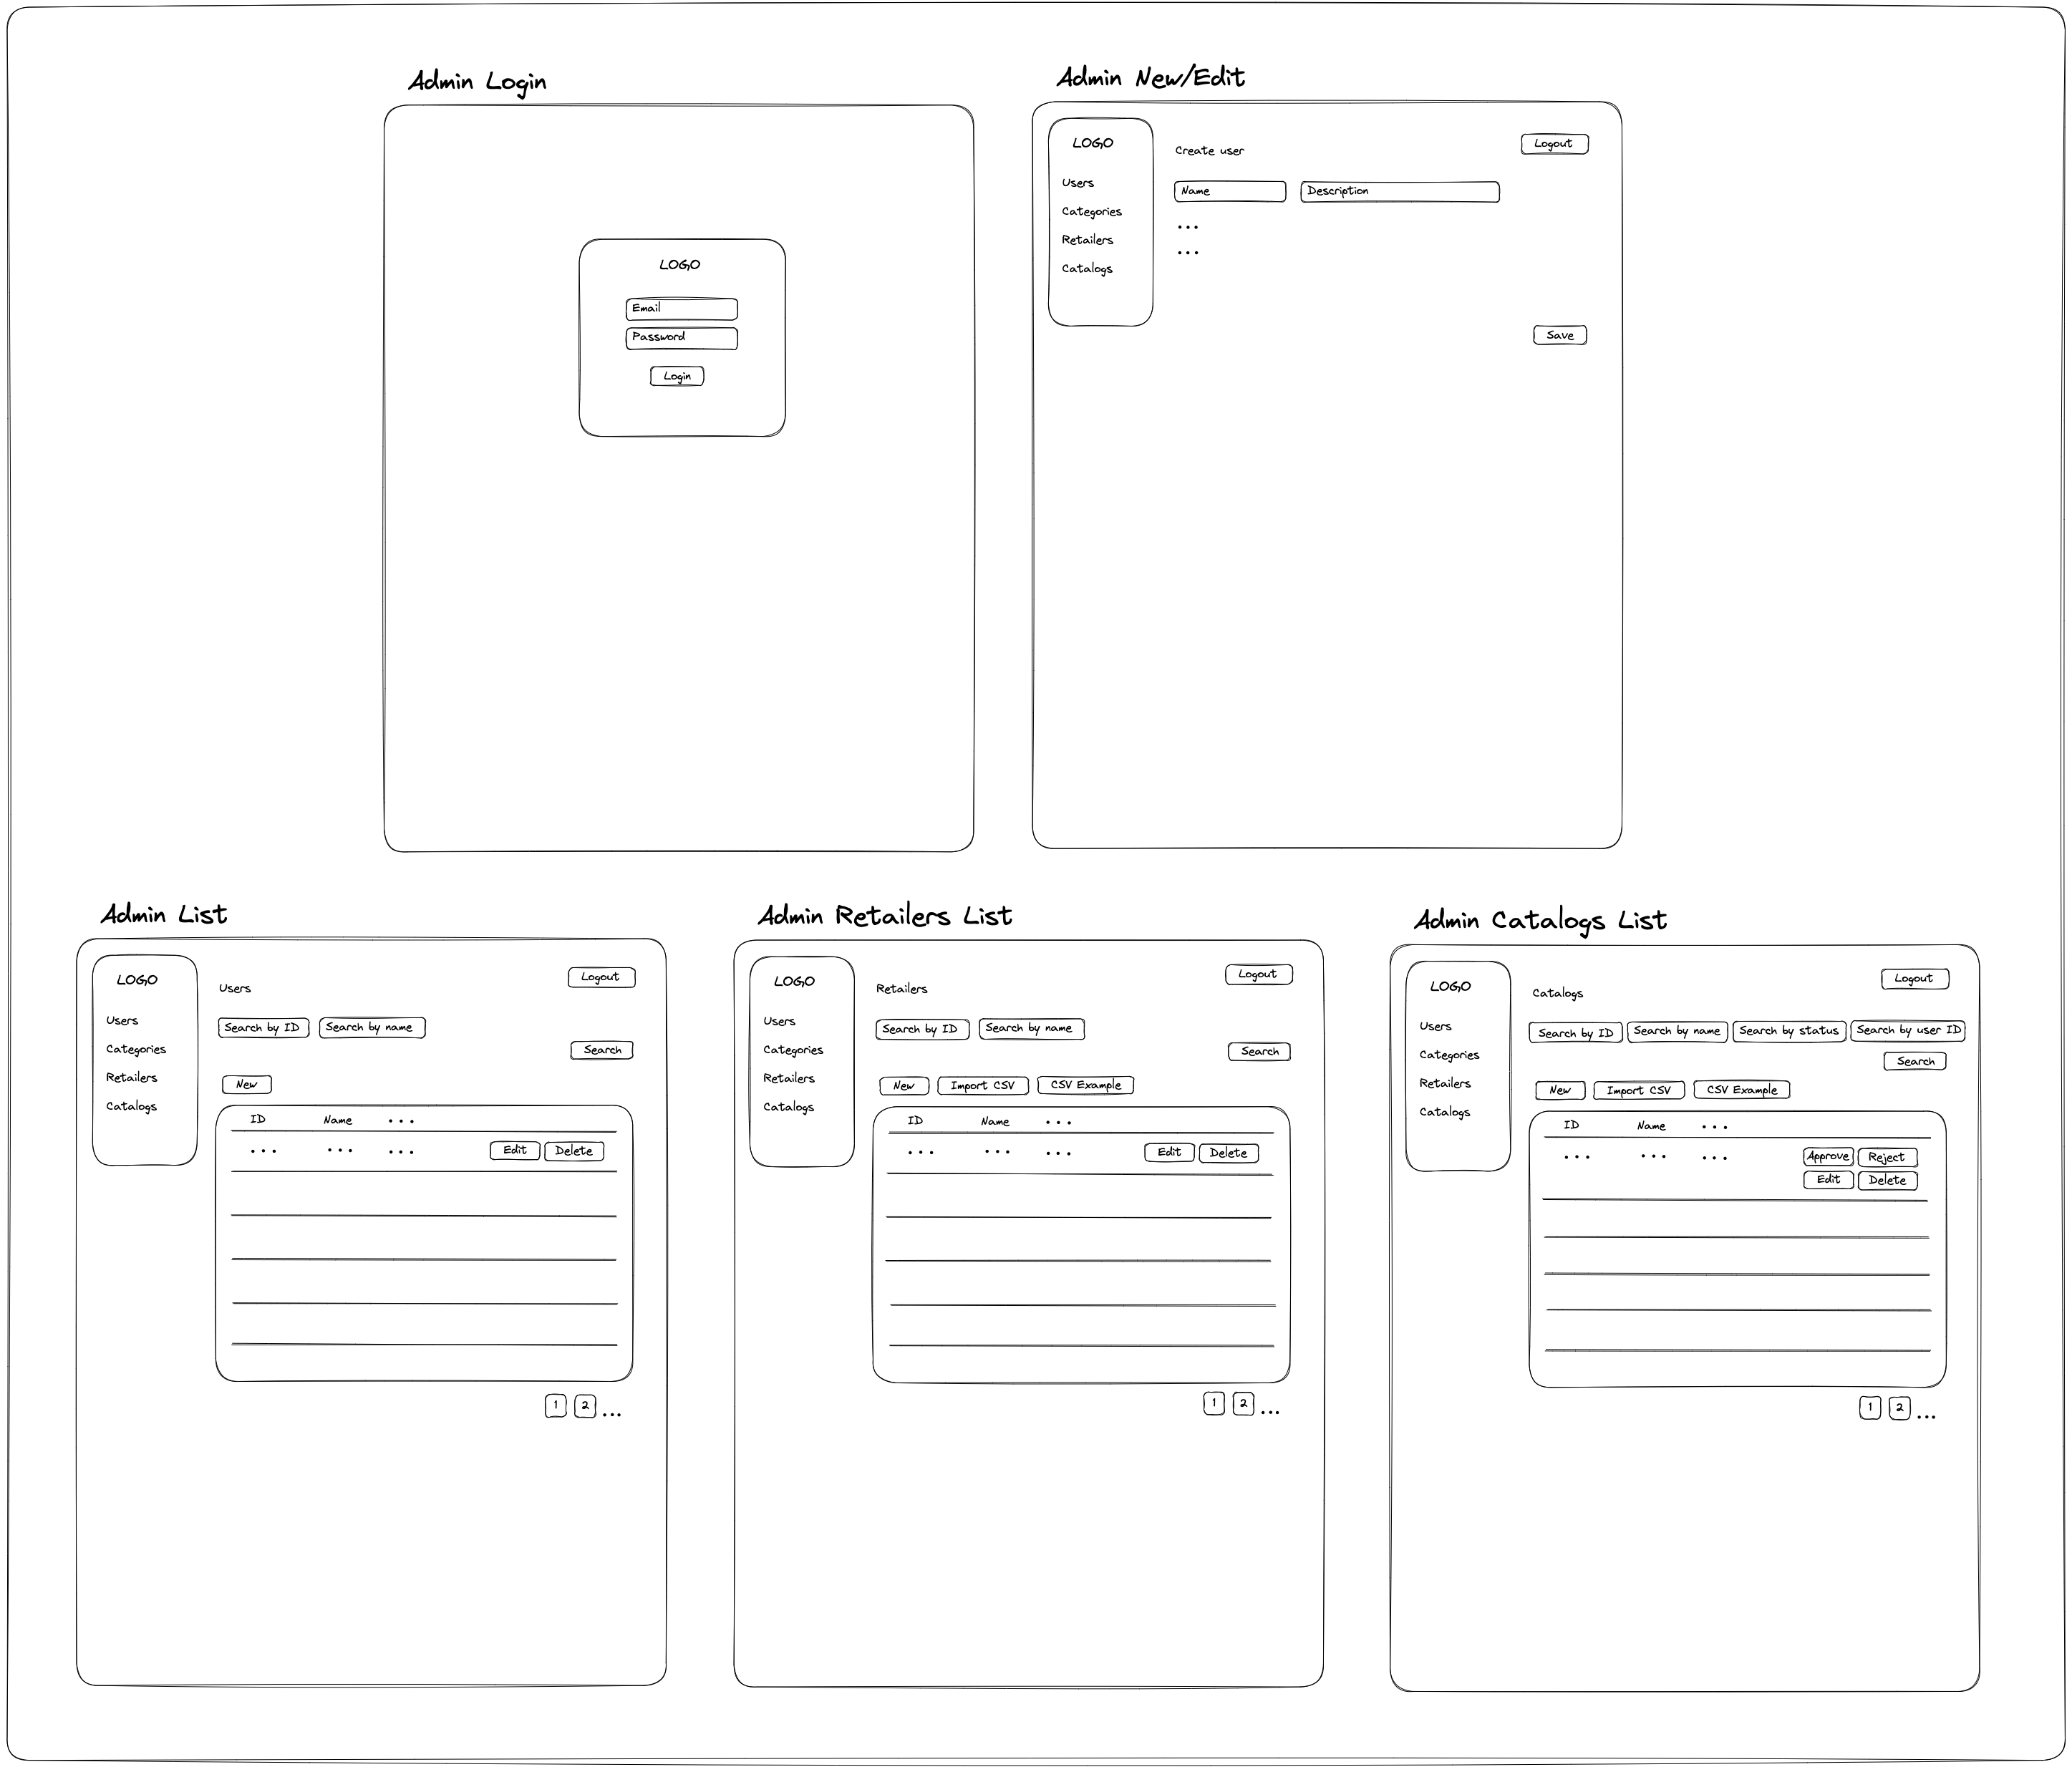 Admin Login
LOGO
Email
Password
Login
Admin New/Edit
LOGO
Users
Categories
Retailers
Catalogs
Create user
Logout
Name Description
...
...
Save
Admin List
LOGO
Users
Categories
Retailers
Catalogs
Users
Logout
Search by ID Search by name
Search
New
ID Name ...
... ... ... Edit Delete
1 2 ...
Admin Retailers List
LOGO
Users
Categories
Retailers
Catalogs
Retailers
Logout
Search by ID Search by name
Search
New Import CSV CSV Example
ID Name ...
... ... ... Edit Delete
1 2 ...
Admin Catalogs List
LOGO
Users
Categories
Retailers
Catalogs
Catalogs
Logout
Search by ID Search by name Search by status Search by user ID
Search
New Import CSV CSV Example
ID Name ...
... ... ... Approve Reject
Edit Delete
1 2 ...